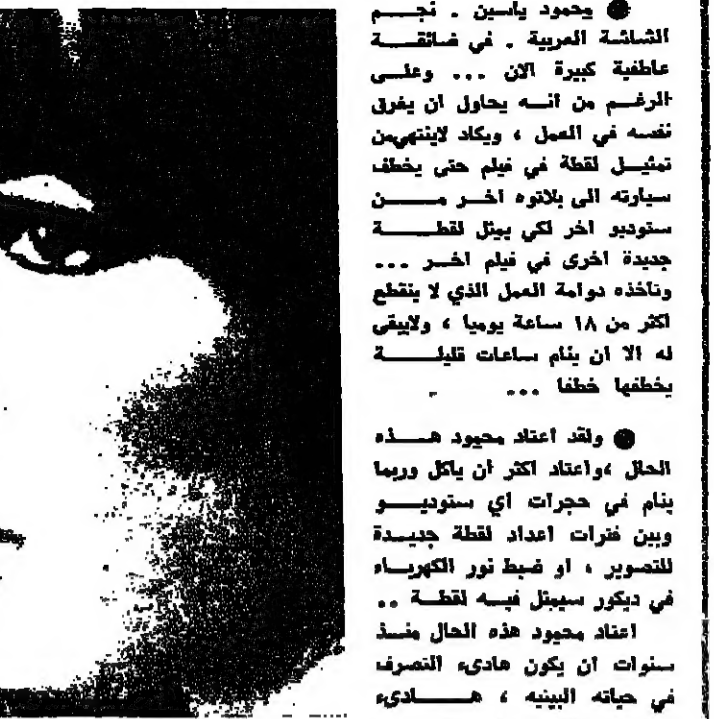 ● محمود ياسين . نجم
الشاشة العربية . في ضائقة
عاطفية كبيرة الان ... وعلى
الرغم من انه يحاول ان يغرق
نفسه في العمل ، ويكاد لاينتهي من
تمثيل لقطة في فيلم حتى يخطف
سيارته الى بلاتوه اخر من
ستوديو اخر لكي يمثل لقطة
جديدة اخرى في فيلم اخر ...
وتاخذه دوامة العمل الذي لا ينقطع
اكثر من ١٨ ساعة يوميا ، ولايبقى
له الا ان ينام ساعات قليلة
يخطفها خطفا ...
● ولقد اعتاد محمود هذه
الحال ،واعتاد اكثر ان ياكل وربما
ينام في حجرات اي ستوديو
وبين فترات اعداد لقطة جديدة
للتصوير ، او ضبط نور الكهرباء
في ديكور سيمثل فيه لقطة ..
اعتاد محمود هذه الحال منذ
سنوات ان يكون هادىء التصرف
في حياته البيتيه ، هادىء